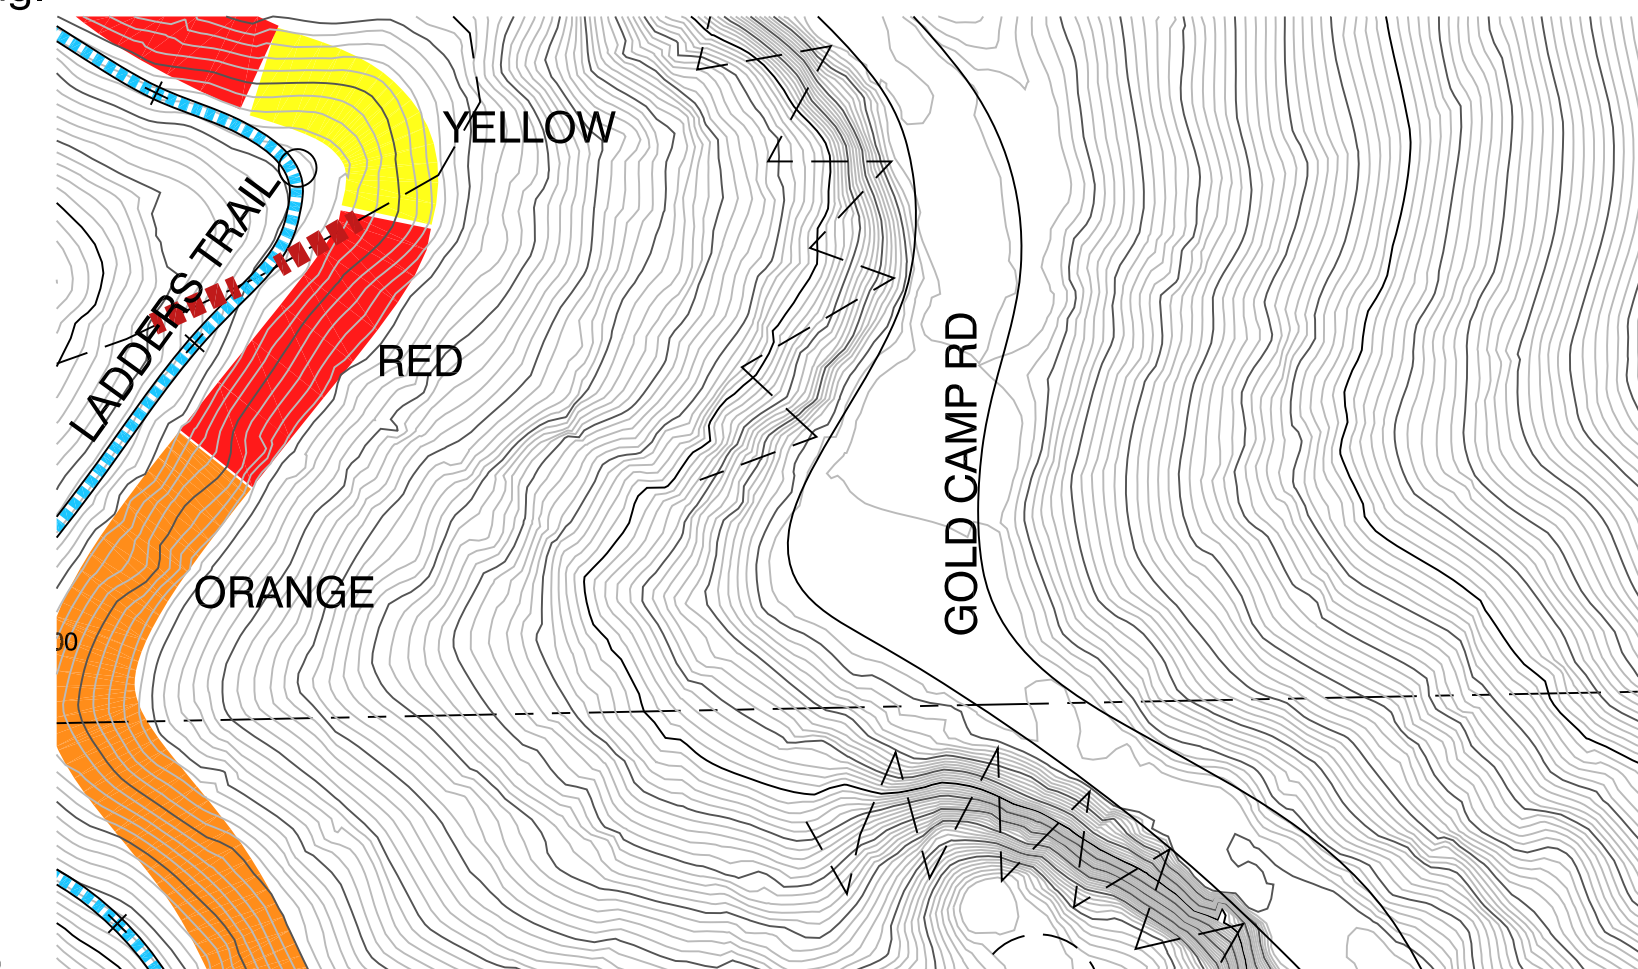 YELLOW
LADDERS TRAIL
RED
GOLD CAMP RD
ORANGE